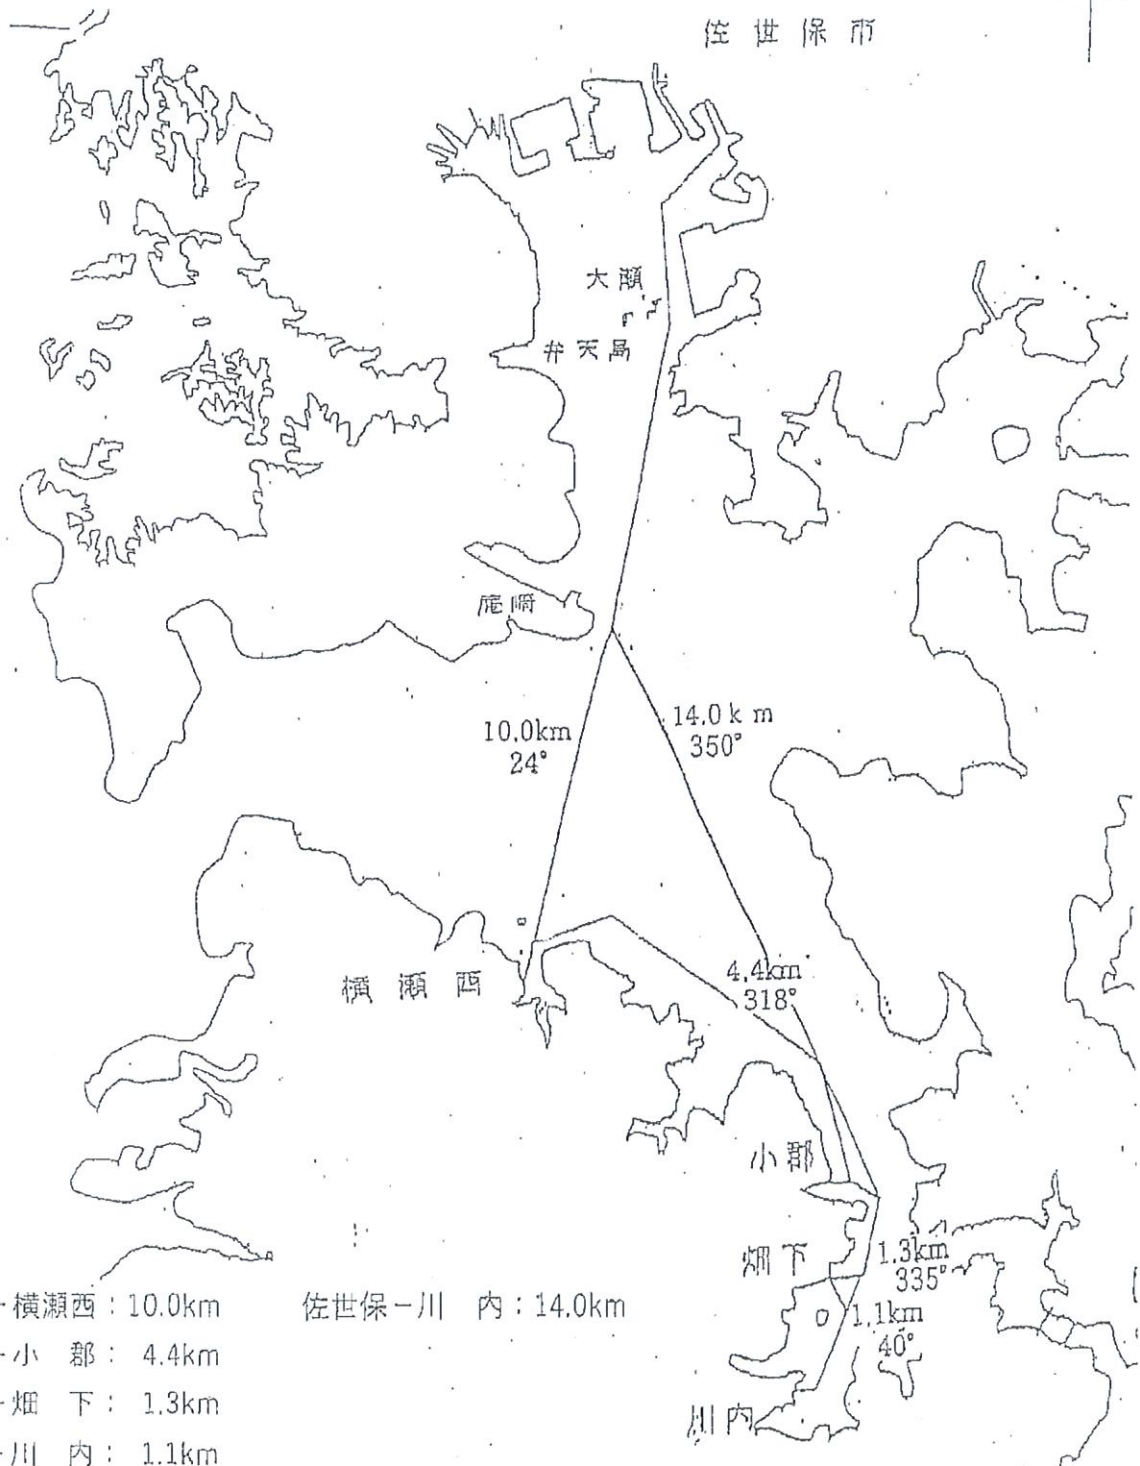 佐世保市
大瀬
弁天島
庵崎
10.0km
24°
14.0km
350°
4.4km
318°
横瀬西
小郡
畑下
1.3km
335°
1.1km
40°
川内
-横瀬西：10.0km　佐世保－川　内：14.0km
-小　郡：　4.4km
-畑　下：　1.3km
-川　内：　1.1km